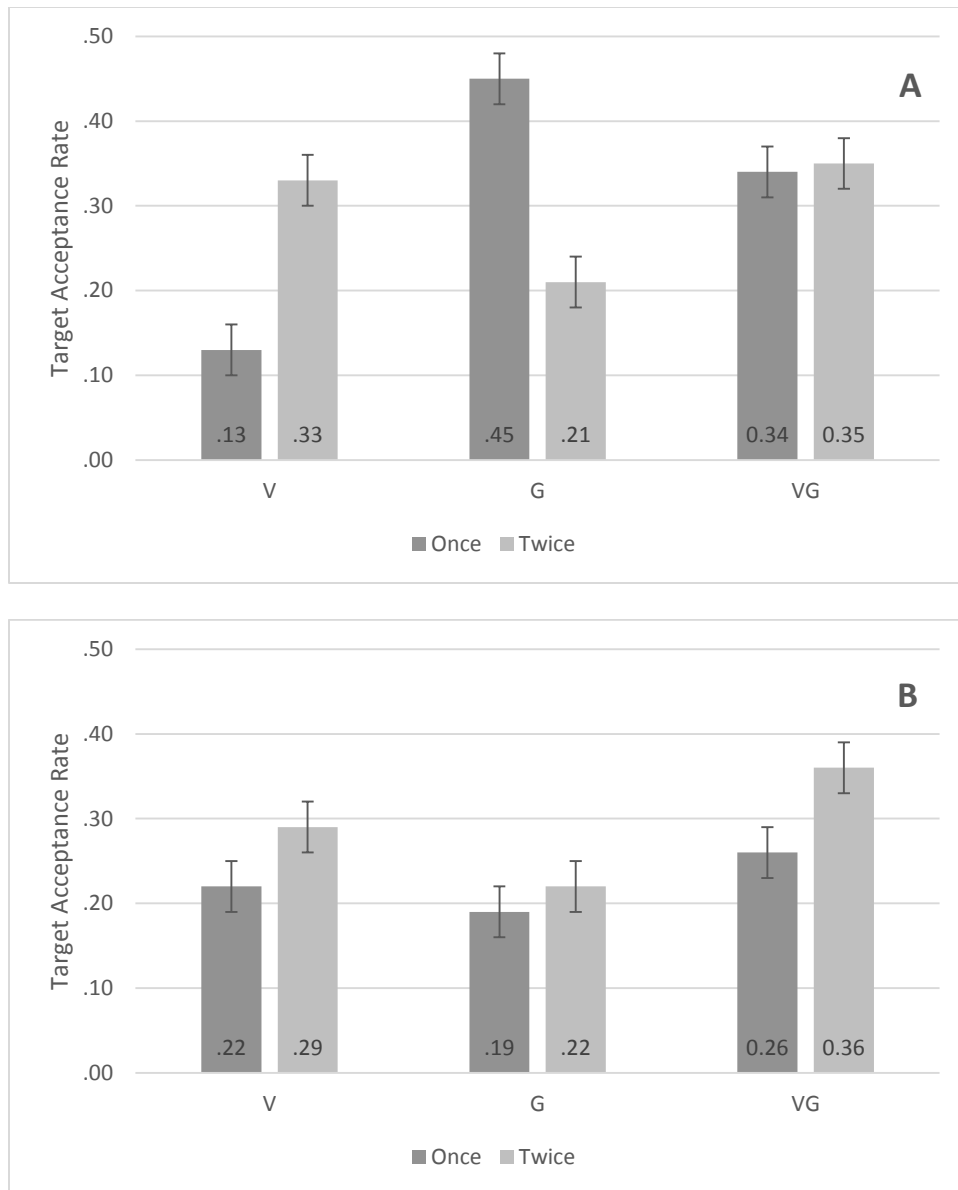 .50
A
.40
.30
.20
.10
.00
Target Acceptance Rate
.13 .33 .45 .21 0.34 0.35
V G VG
Once Twice
.50
B
.40
.30
.20
.10
.00
Target Acceptance Rate
.22 .29 .19 .22 0.26 0.36
V G VG
Once Twice